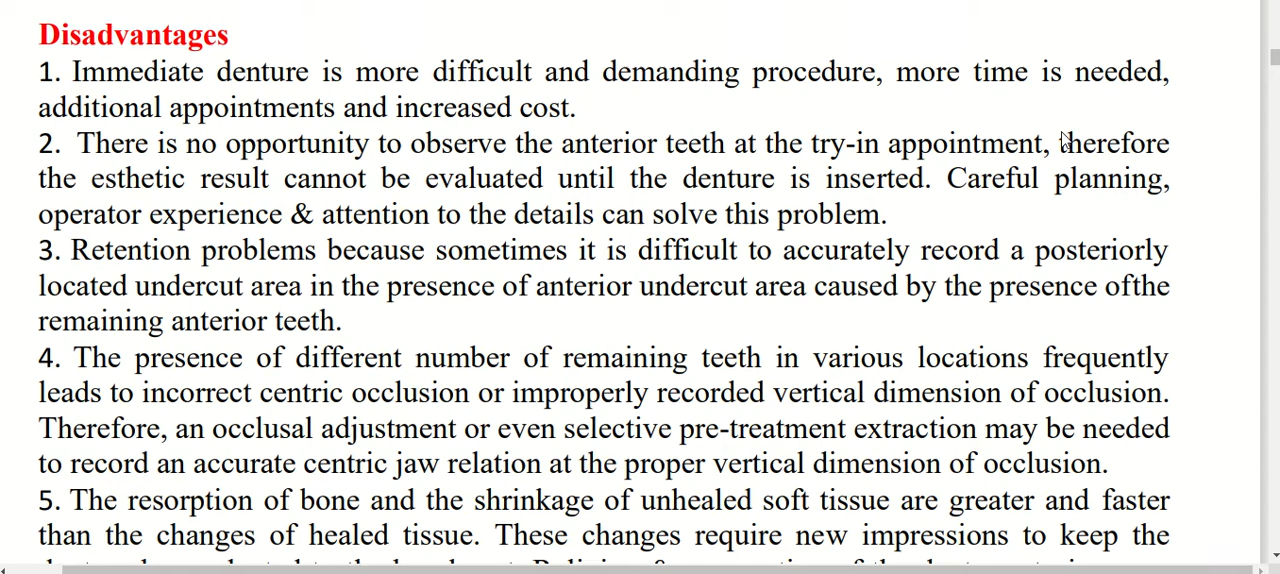 Disadvantages
1. Immediate denture is more difficult and demanding procedure, more time is needed,
additional appointments and increased cost.
2. There is no opportunity to observe the anterior teeth at the try-in appointment, therefore
the esthetic result cannot be evaluated until the denture is inserted. Careful planning,
operator experience & attention to the details can solve this problem.
3. Retention problems because sometimes it is difficult to accurately record a posteriorly
located undercut area in the presence of anterior undercut area caused by the presence ofthe
remaining anterior teeth.
4. The presence of different number of remaining teeth in various locations frequently
leads to incorrect centric occlusion or improperly recorded vertical dimension of occlusion.
Therefore, an occlusal adjustment or even selective pre-treatment extraction may be needed
to record an accurate centric jaw relation at the proper vertical dimension of occlusion.
5. The resorption of bone and the shrinkage of unhealed soft tissue are greater and faster
than the changes of healed tissue. These changes require new impressions to keep the